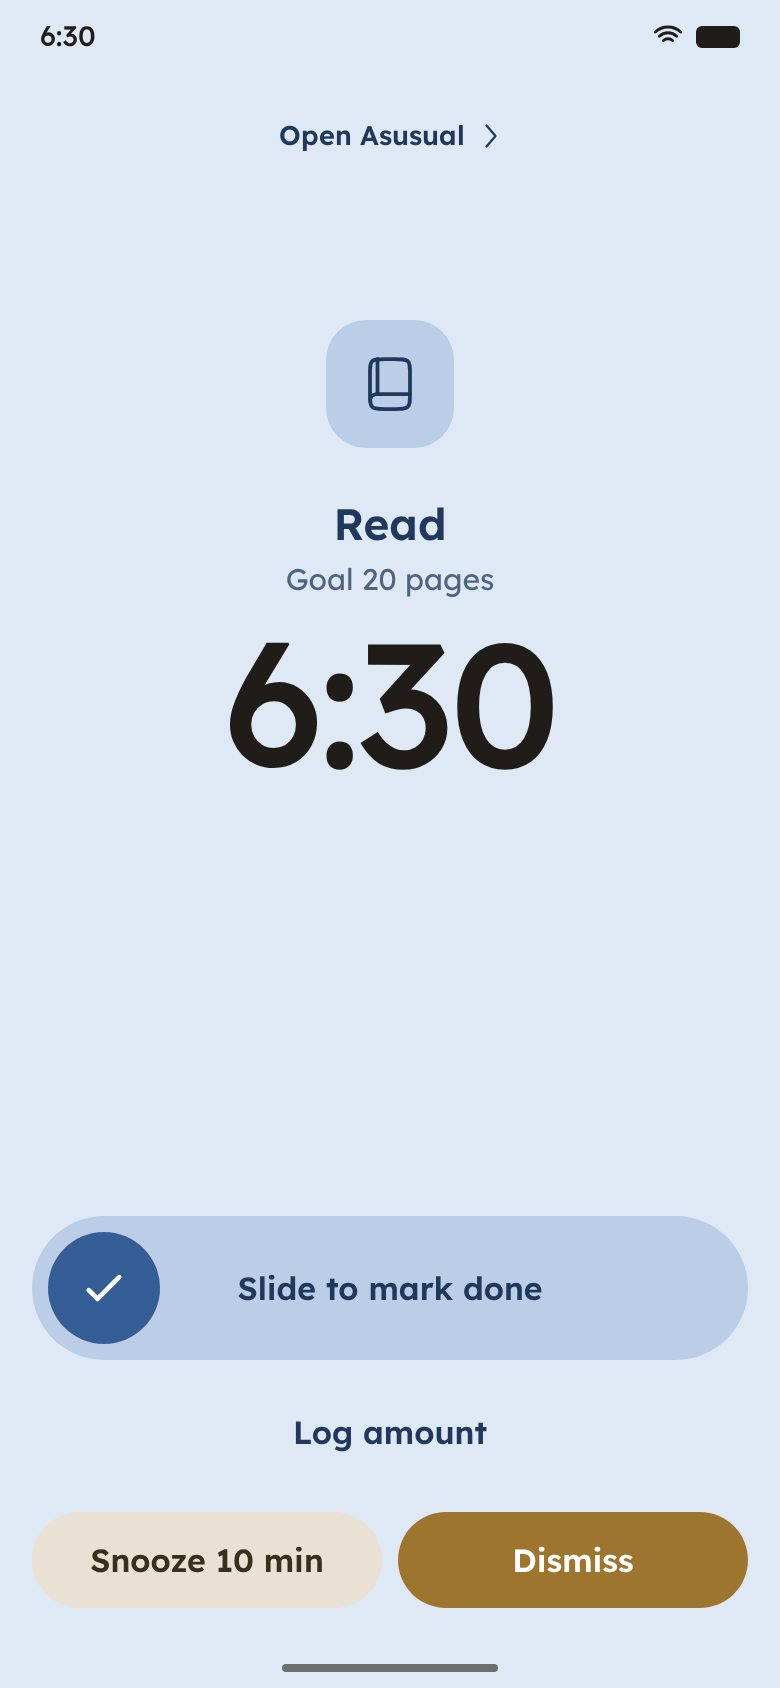 6:30
Open Asusual
Read
Goal 20 pages
6:30
Slide to mark done
Log amount
Snooze 10 min
Dismiss